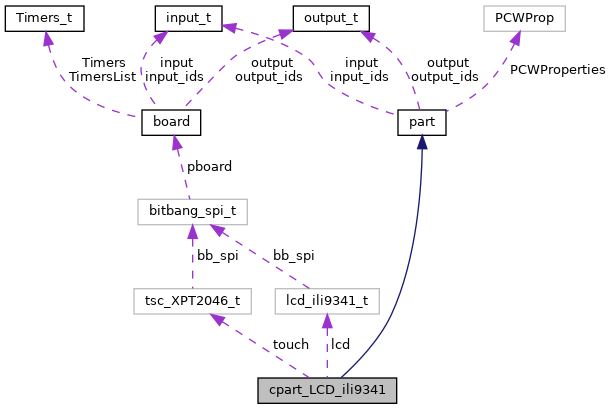 Timers_t
input_t
output_t
PCWProp
Timers
TimersList
input
input_ids
output
output_ids
input
input_ids
output
output_ids
PCWProperties
board
part
pboard
bitbang_spi_t
bb_spi
bb_spi
tsc_XPT2046_t
lcd_ili9341_t
touch
lcd
cpart_LCD_ili9341